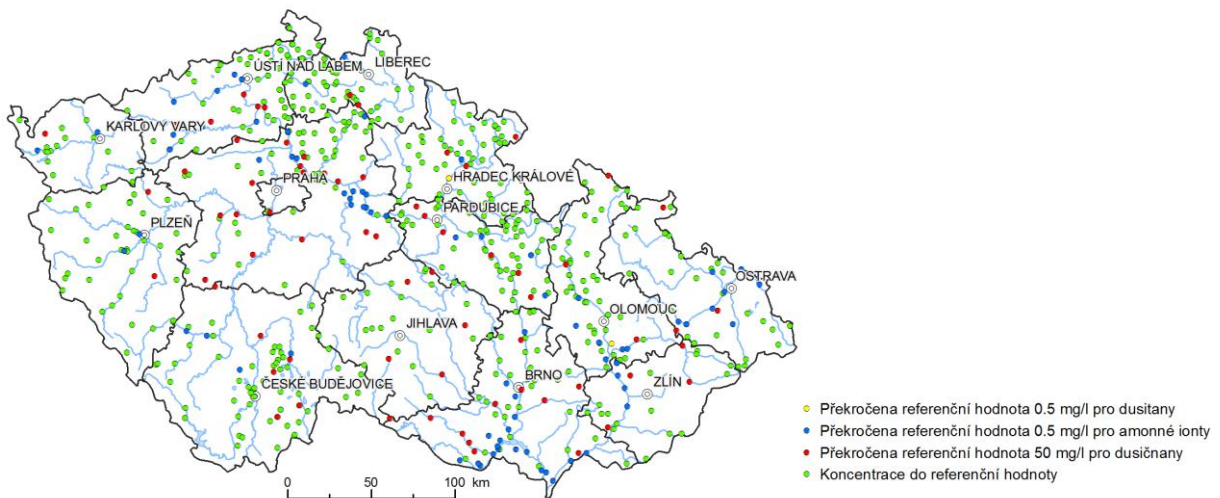 LIBEREC
ÚSTÍ NAD LABEM
KARLOVY VARY
HRADEC KRÁLOVÉ
PRAHA
PARDUBICE
PLZEŇ
OSTRAVA
OLOMOUC
JIHLAVA
BRNO
ČESKÉ BUDĚJOVICE
ZLÍN
Překročena referenční hodnota 0.5 mg/l pro dusitany
Překročena referenční hodnota 0.5 mg/l pro amonné ionty
Překročena referenční hodnota 50 mg/l pro dusičnany
Koncentrace do referenční hodnoty
0 50 100 km